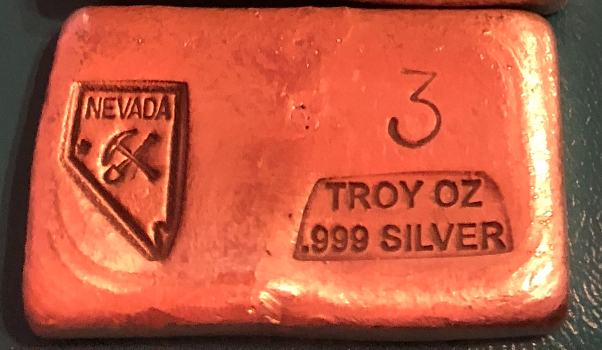 NEVADA
3
TROY OZ
.999 SILVER